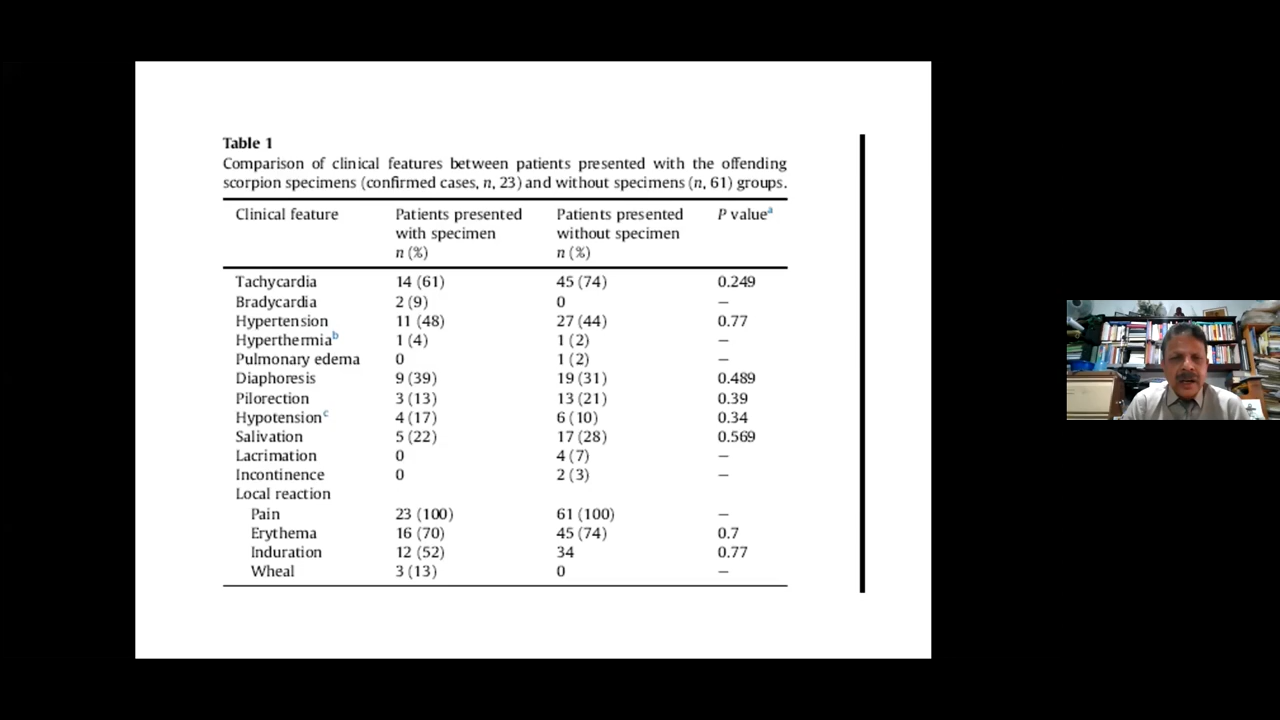 Table 1
Comparison of clinical features between patients presented with the offending
scorpion specimens (confirmed cases, n, 23) and without specimens (n, 61) groups.
Clinical feature Patients presented with specimen n (%) Patients presented without specimen n (%) P valueᵃ
Tachycardia 14 (61) 45 (74) 0.249
Bradycardia 2 (9) 0 –
Hypertension 11 (48) 27 (44) 0.77
Hyperthermiaᵇ 1 (4) 1 (2) –
Pulmonary edema 0 1 (2) –
Diaphoresis 9 (39) 19 (31) 0.489
Pilorection 3 (13) 13 (21) 0.39
Hypotensionᶜ 4 (17) 6 (10) 0.34
Salivation 5 (22) 17 (28) 0.569
Lacrimation 0 4 (7) –
Incontinence 0 2 (3) –
Local reaction
Pain 23 (100) 61 (100) –
Erythema 16 (70) 45 (74) 0.7
Induration 12 (52) 34 0.77
Wheal 3 (13) 0 –